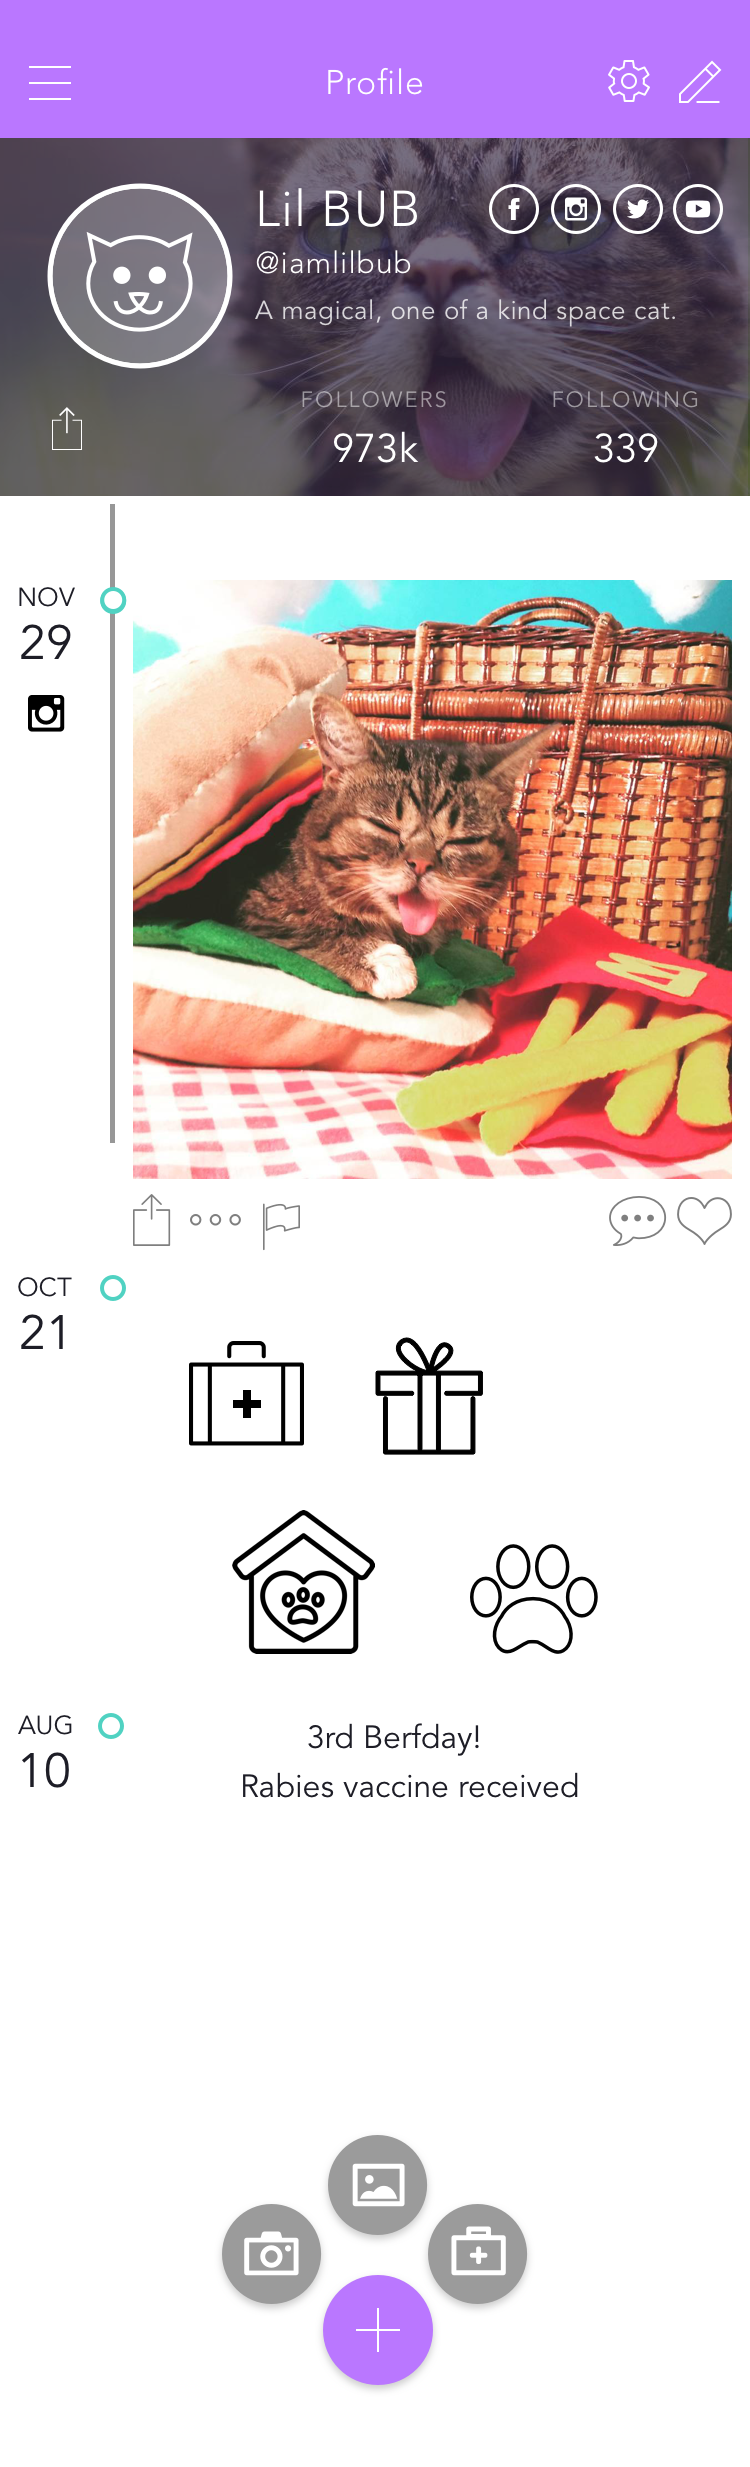 Profile
Lil BUB
@iamlilbub
A magical, one of a kind space cat.
FOLLOWERS
FOLLOWING
973k
339
NOV
29
OCT
21
AUG
10
3rd Berfday!
Rabies vaccine received